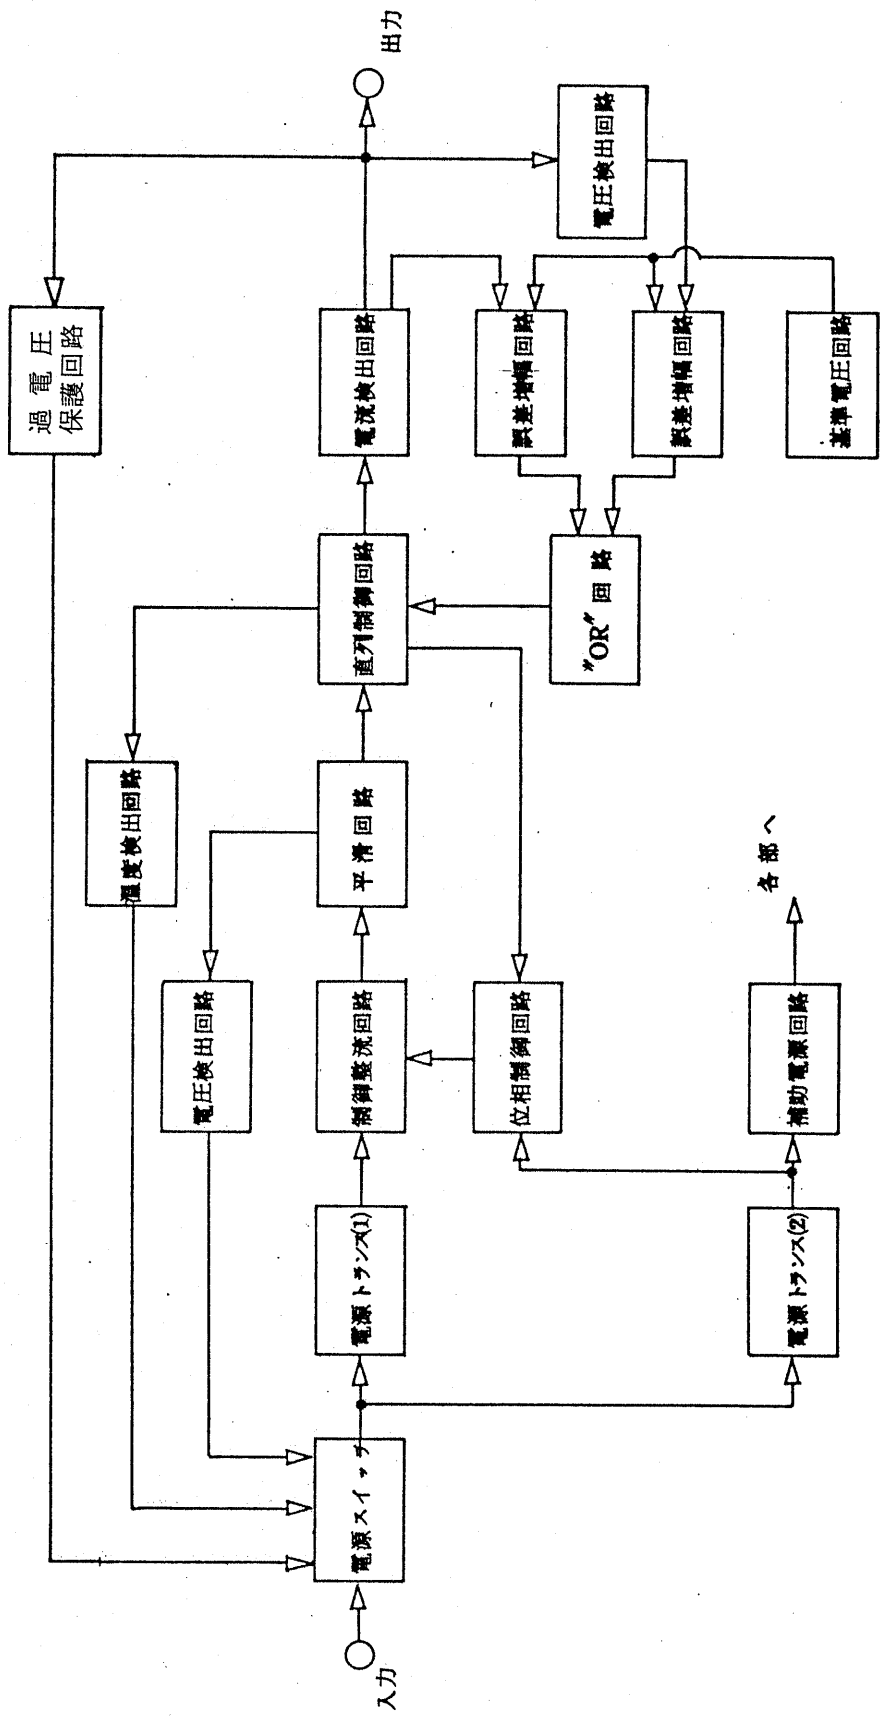 過電圧
保護回路
温度検出回路
電圧検出回路
入力
電源スイッチ
電源トランス(1)
制御整流回路
平滑回路
直列制御回路
電流検出回路
出力
位相制御回路
誤差増幅回路
"OR"回路
電圧検出回路
誤差増幅回路
電源トランス(2)
補助電源回路
各部へ
基準電圧回路